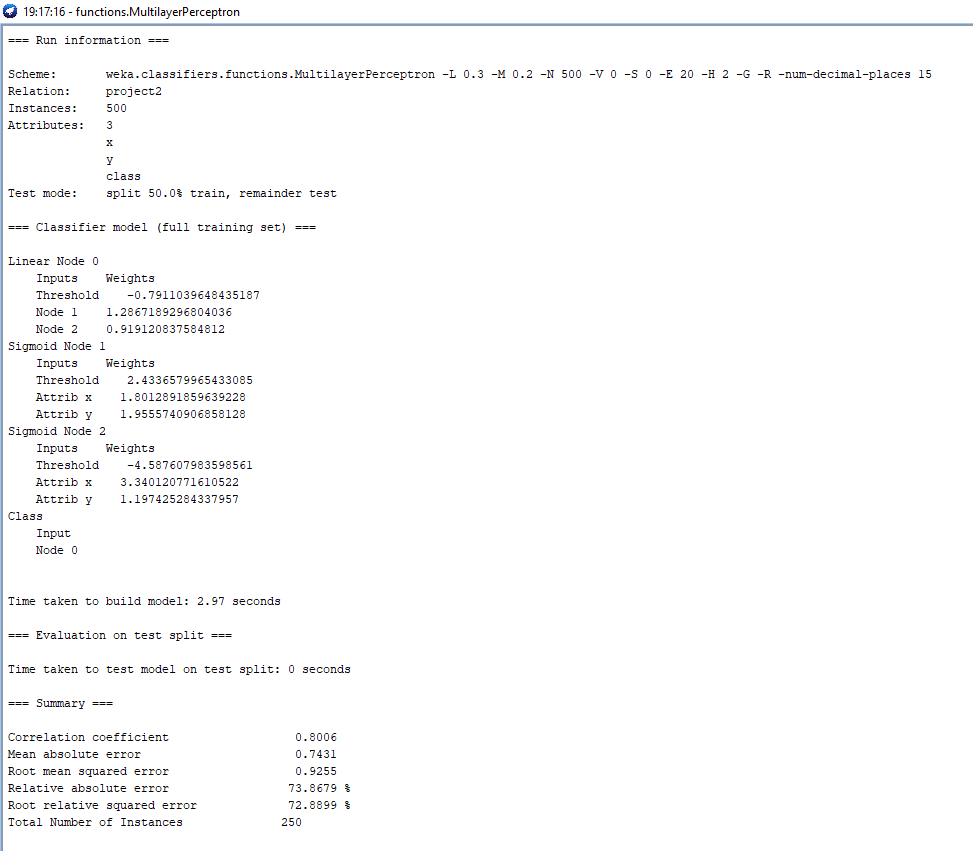 19:17:16 - functions.MultilayerPerceptron
=== Run information ===
Scheme: weka.classifiers.functions.MultilayerPerceptron -L 0.3 -M 0.2 -N 500 -V 0 -S 0 -E 20 -H 2 -G -R -num-decimal-places 15
Relation: project2
Instances: 500
Attributes: 3
x
y
class
Test mode: split 50.0% train, remainder test
=== Classifier model (full training set) ===
Linear Node 0
Inputs Weights
Threshold -0.7911039648435187
Node 1 1.2867189296804036
Node 2 0.919120837584812
Sigmoid Node 1
Inputs Weights
Threshold 2.4336579965433085
Attrib x 1.8012891859639228
Attrib y 1.9555740906858128
Sigmoid Node 2
Inputs Weights
Threshold -4.587607983598561
Attrib x 3.340120771610522
Attrib y 1.197425284337957
Class
Input
Node 0
Time taken to build model: 2.97 seconds
=== Evaluation on test split ===
Time taken to test model on test split: 0 seconds
=== Summary ===
Correlation coefficient 0.8006
Mean absolute error 0.7431
Root mean squared error 0.9255
Relative absolute error 73.8679 %
Root relative squared error 72.8899 %
Total Number of Instances 250